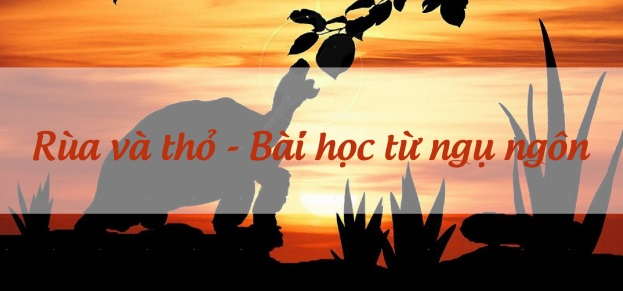 Rùa và thỏ - Bài học từ ngụ ngôn